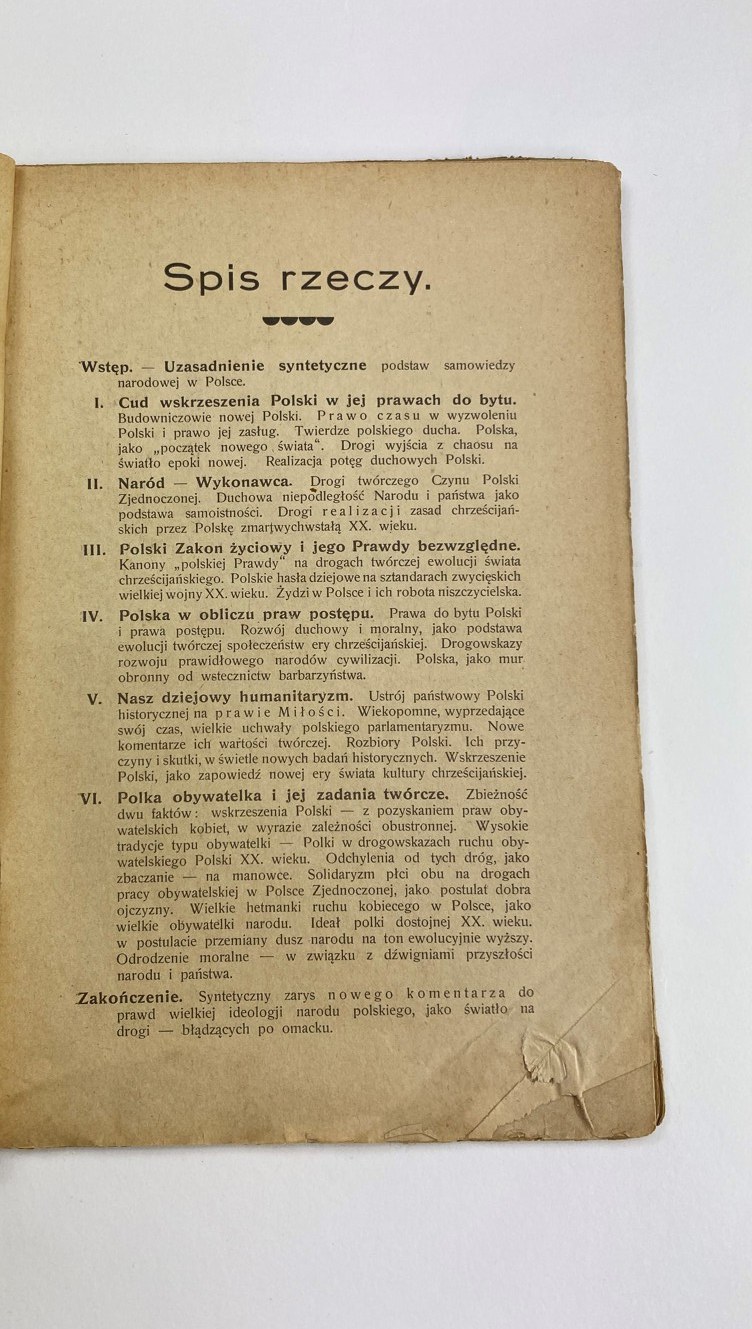 Spis rzeczy.
Wstęp. — Uzasadnienie syntetyczne podstaw samowiedzy
narodowej w Polsce.
I. Cud wskrzeszenia Polski w jej prawach do bytu.
Budowniczowie nowej Polski. Prawo czasu w wyzwoleniu
Polski i prawo jej zasług. Twierdze polskiego ducha. Polska,
jako „początek nowego świata“. Drogi wyjścia z chaosu na
światło epoki nowej. Realizacja potęg duchowych Polski.
II. Naród — Wykonawca. Drogi twórczego Czynu Polski
Zjednoczonej. Duchowa niepodległość Narodu i państwa jako
podstawa samoistności. Drogi realizacji zasad chrześcijań-
skich przez Polskę zmartwychwstałą XX. wieku.
III. Polski Zakon życiowy i jego Prawdy bezwzględne.
Kanony „polskiej Prawdy“ na drogach twórczej ewolucji świata
chrześcijańskiego. Polskie hasła dziejowe na sztandarach zwycięskich
wielkiej wojny XX. wieku. Żydzi w Polsce i ich robota niszczycielska.
IV. Polska w obliczu praw postępu. Prawa do bytu Polski
i prawa postępu. Rozwój duchowy i moralny, jako podstawa
ewolucji twórczej społeczeństw ery chrześcijańskiej. Drogowskazy
rozwoju prawidłowego narodów cywilizacji. Polska, jako mur
obronny od wstecznictw barbarzyństwa.
V. Nasz dziejowy humanitaryzm. Ustrój państwowy Polski
historycznej na prawie Miłości. Wiekopomne, wyprzedające
swój czas, wielkie uchwały polskiego parlamentaryzmu. Nowe
komentarze ich wartości twórczej. Rozbiory Polski. Ich przy-
czyny i skutki, w świetle nowych badań historycznych. Wskrzeszenie
Polski, jako zapowiedź nowej ery świata kultury chrześcijańskiej.
VI. Polka obywatelka i jej zadania twórcze. Zbieżność
dwu faktów: wskrzeszenia Polski — z pozyskaniem praw oby-
watelskich kobiet, w wyrazie zależności obustronnej. Wysokie
tradycje typu obywatelki — Polki w drogowskazach ruchu oby-
watelskiego Polski XX. wieku. Odchylenia od tych dróg, jako
zbaczanie — na manowce. Solidaryzm płci obu na drogach
pracy obywatelskiej w Polsce Zjednoczonej, jako postulat dobra
ojczyzny. Wielkie hetmanki ruchu kobiecego w Polsce, jako
wielkie obywatelki narodu. Ideał polki dostojnej XX. wieku.
w postulacie przemiany dusz narodu na ton ewolucyjnie wyższy.
Odrodzenie moralne — w związku z dźwigniami przyszłości
narodu i państwa.
Zakończenie. Syntetyczny zarys nowego komentarza do
prawd wielkiej ideologji narodu polskiego, jako światło na
drogi — błądzących po omacku.